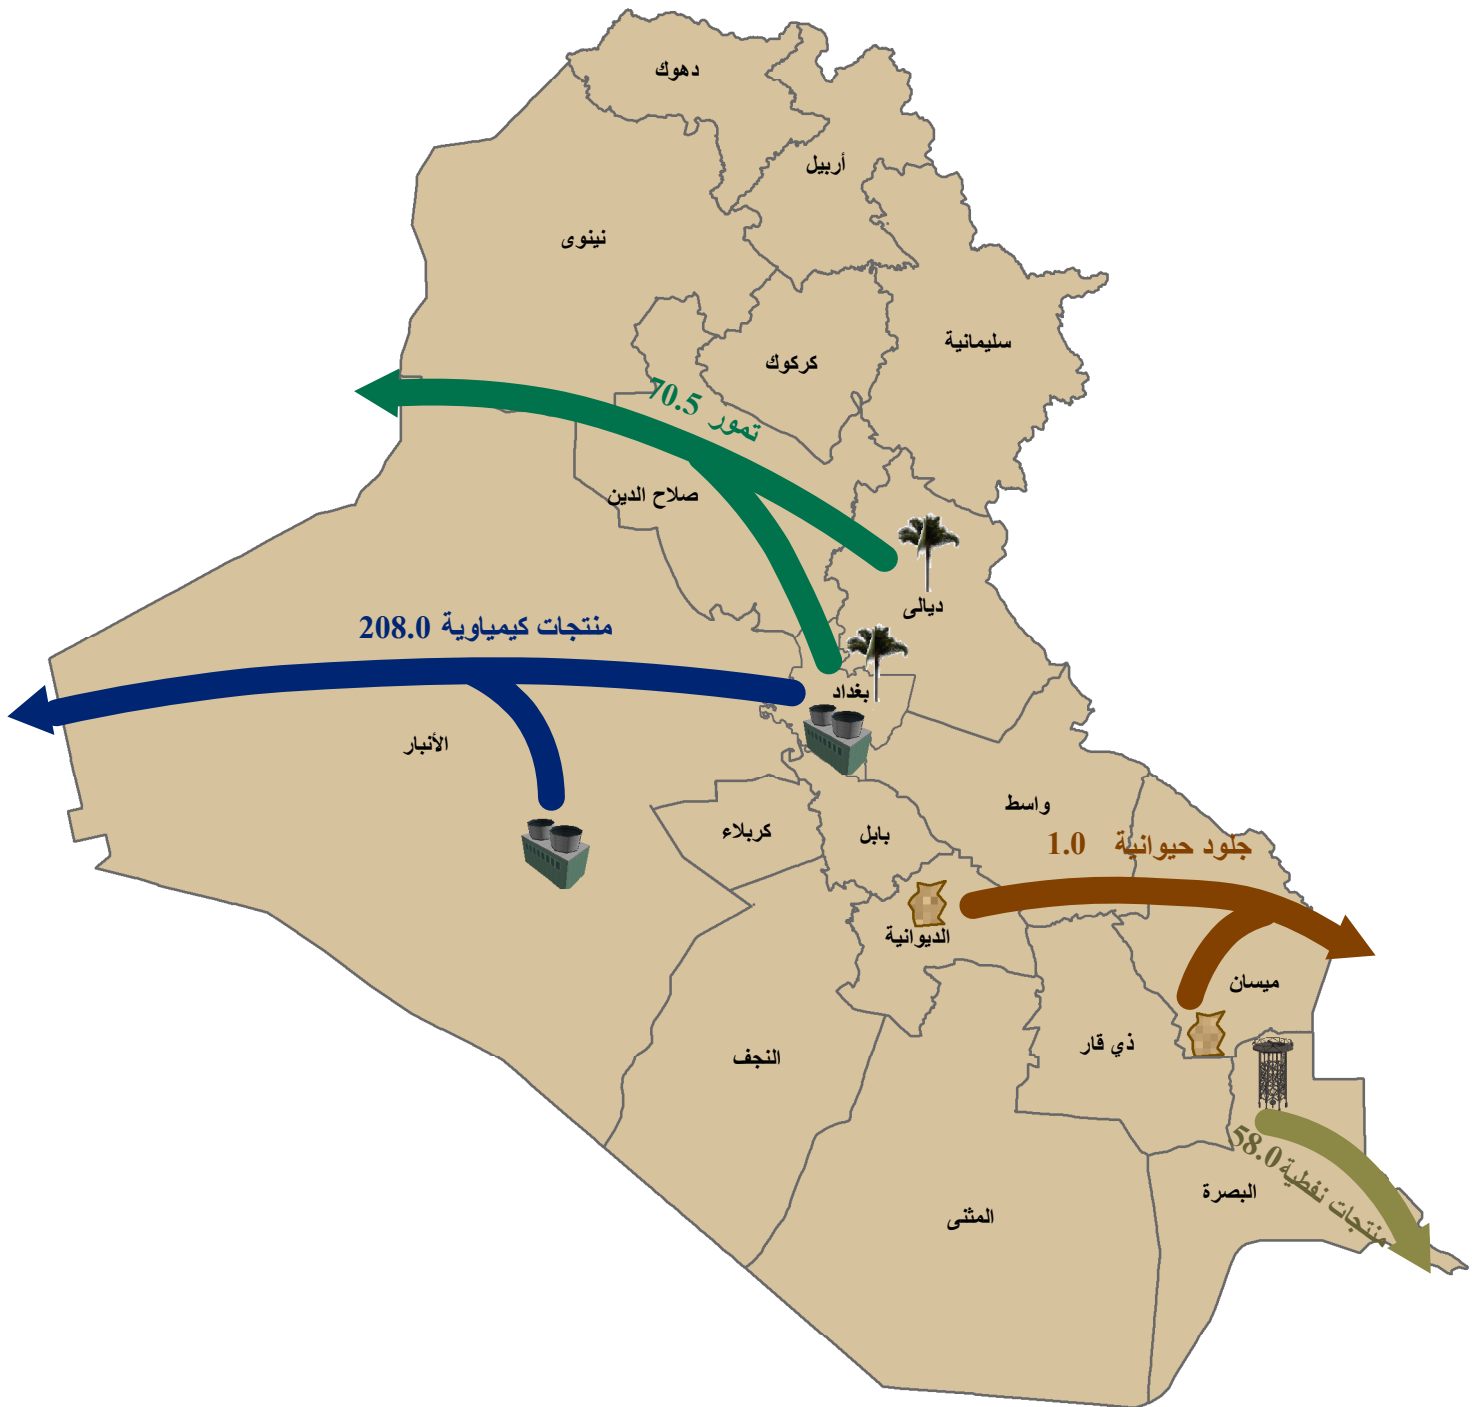 دهوك
أربيل
نينوى
سليمانية
كركوك
تمور 70.5
صلاح الدين
ديالى
منتجات كيمياوية 208.0
بغداد
الأنبار
واسط
كربلاء
بابل
جلود حيوانية 1.0
الديوانية
ميسان
ذي قار
النجف
منتجات نفطية 58.0
البصرة
المثنى